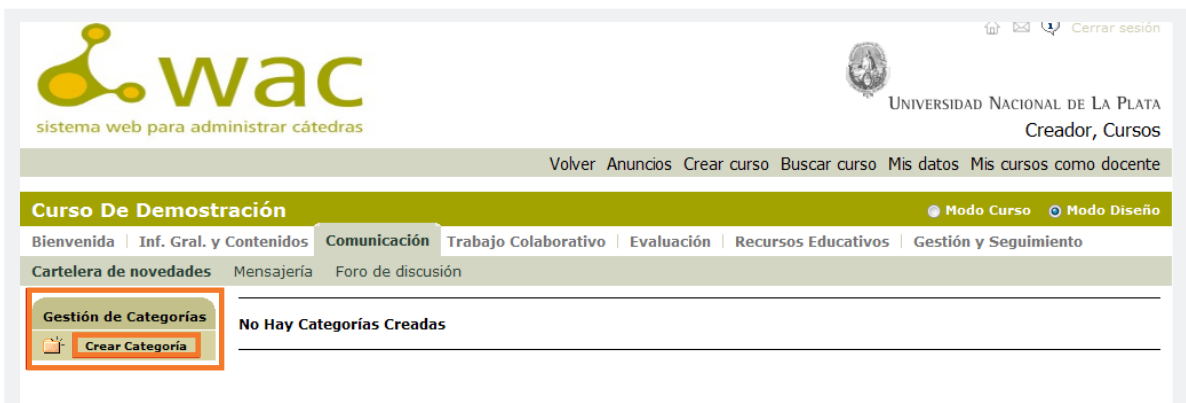 Cerrar sesión
wac
sistema web para administrar cátedras
UNIVERSIDAD NACIONAL DE LA PLATA
Creador, Cursos
Volver Anuncios Crear curso Buscar curso Mis datos Mis cursos como docente
Curso De Demostración Modo Curso Modo Diseño
Bienvenida Inf. Gral. y Contenidos Comunicación Trabajo Colaborativo Evaluación Recursos Educativos Gestión y Seguimiento
Cartelera de novedades Mensajería Foro de discusión
Gestión de Categorías
No Hay Categorías Creadas
Crear Categoría